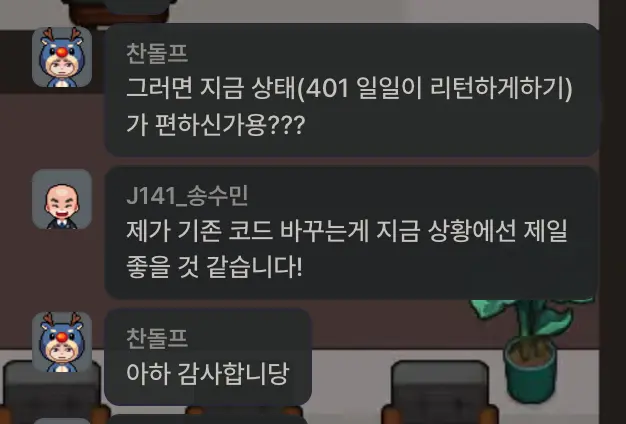 찬돌프
그러면 지금 상태(401 일일이 리턴하게하기)
가 편하신가용???
J141_송수민
제가 기존 코드 바꾸는게 지금 상황에선 제일
좋을 것 같습니다!
찬돌프
아하 감사합니당